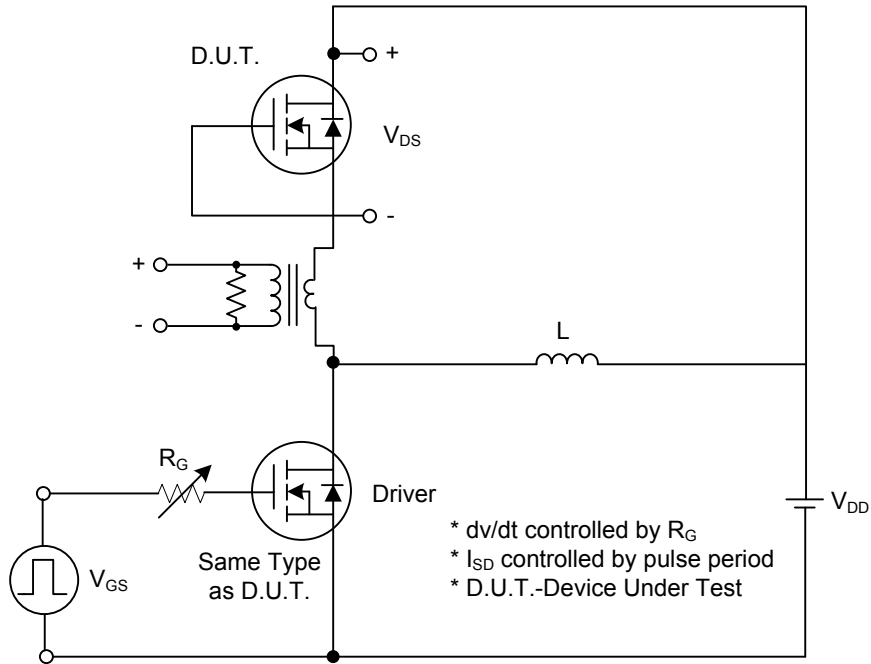 D.U.T.
+
V_DS
-
+
-
L
R_G
Driver
V_DD
V_GS
Same Type
as D.U.T.
* dv/dt controlled by R_G
* I_SD controlled by pulse period
* D.U.T.-Device Under Test